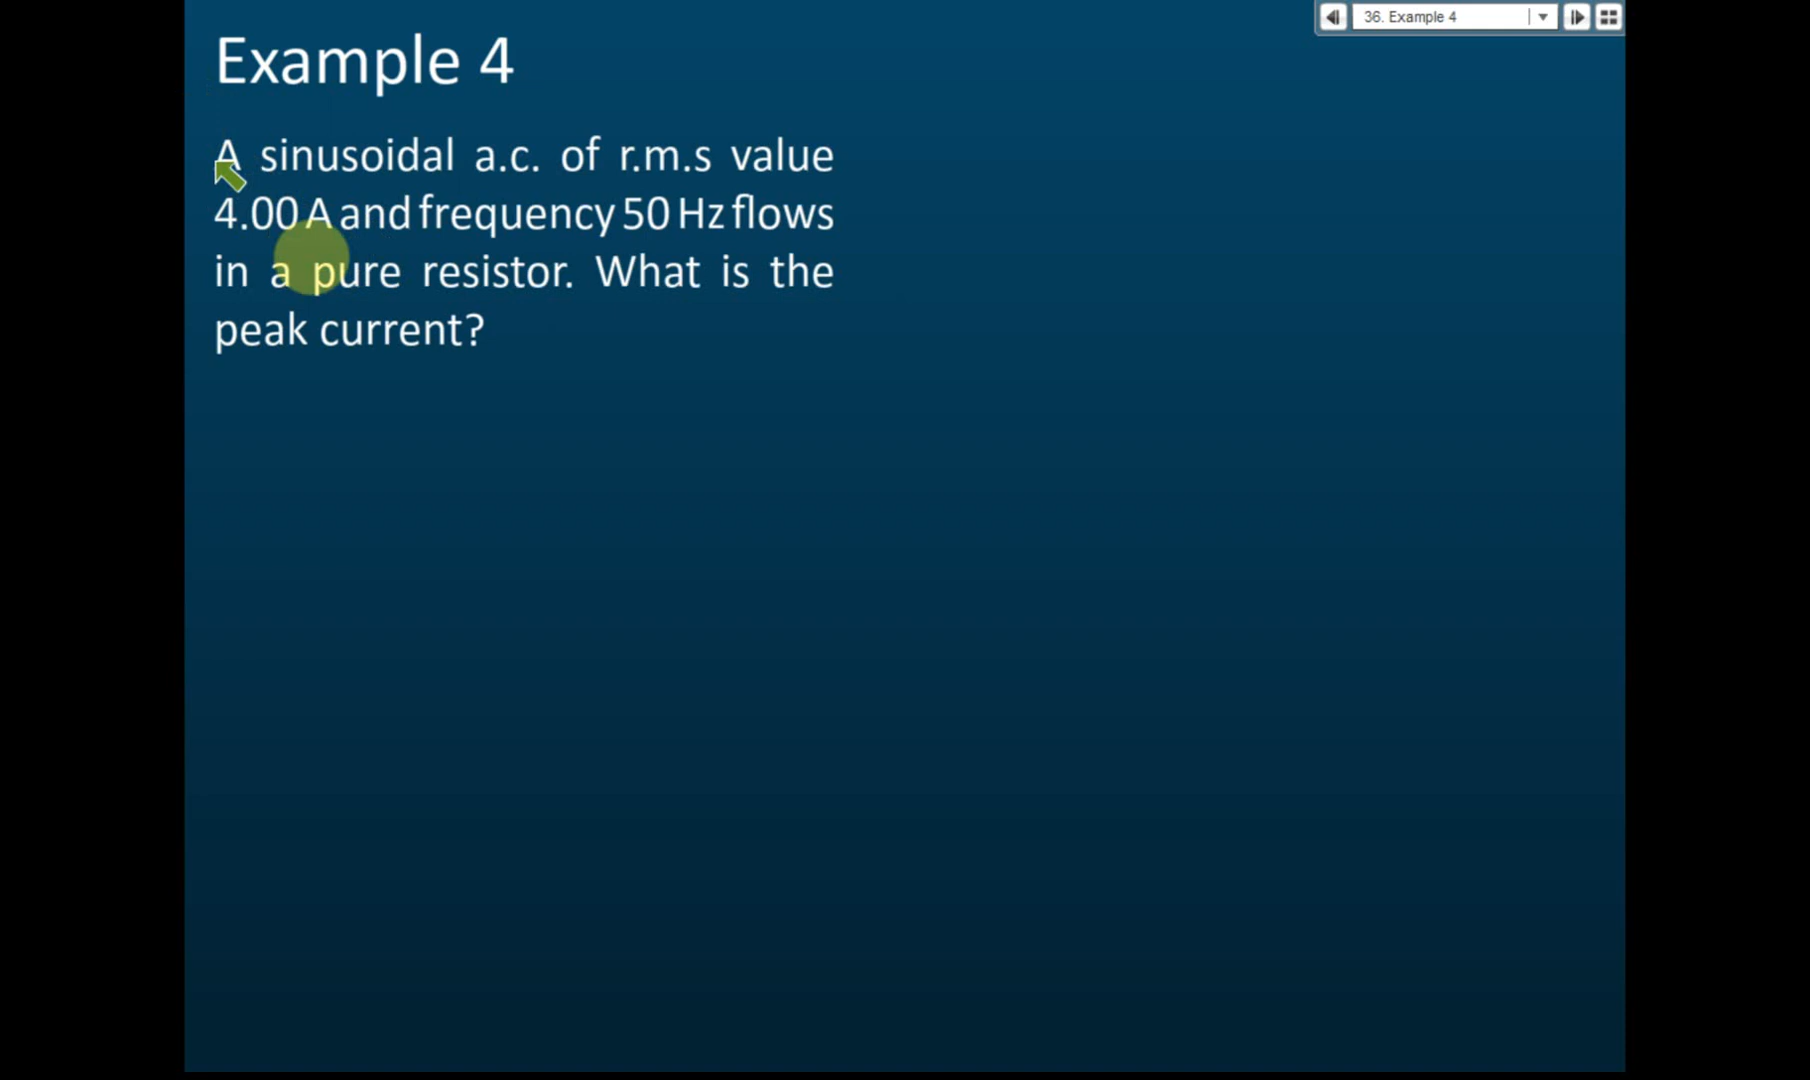 36. Example 4
Example 4
A sinusoidal a.c. of r.m.s value
4.00 A and frequency 50 Hz flows
in a pure resistor. What is the
peak current?